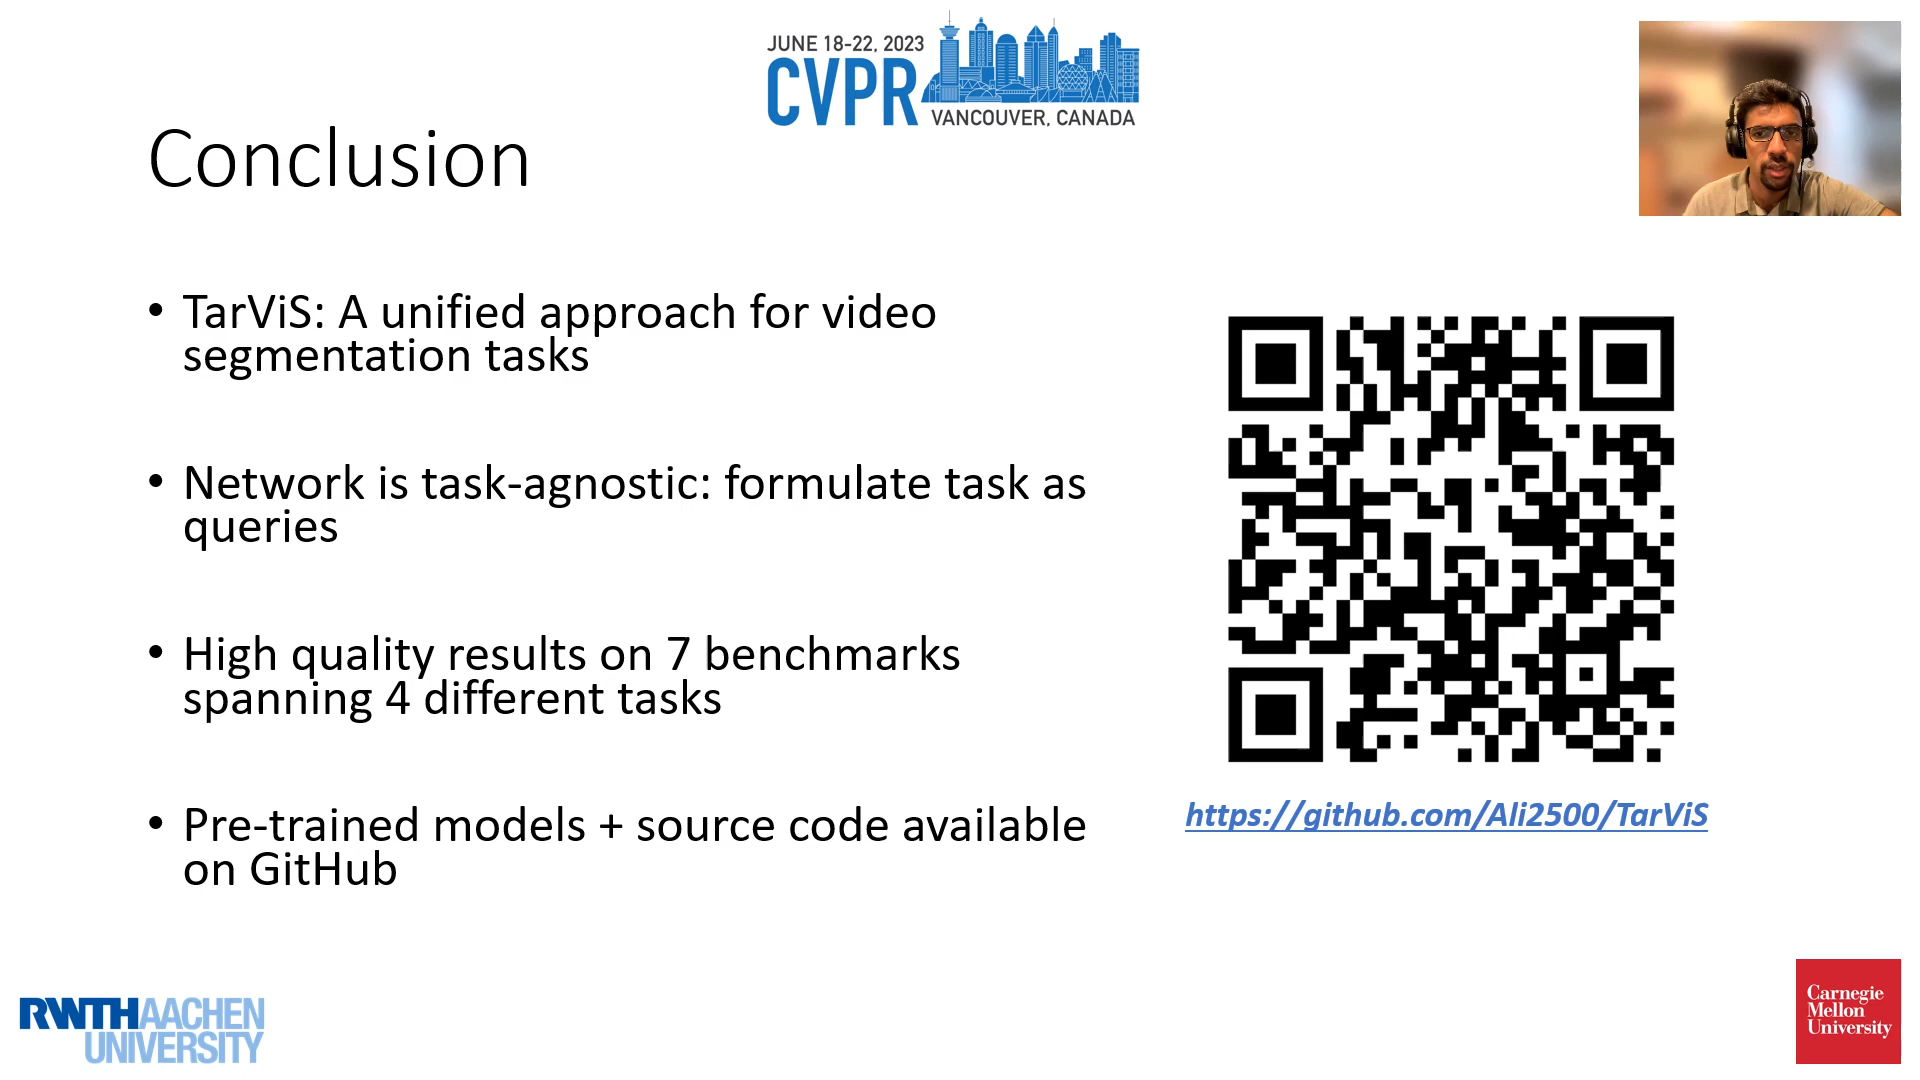 JUNE 18-22, 2023
CVPR
VANCOUVER, CANADA
Conclusion
• TarViS: A unified approach for video
segmentation tasks
• Network is task-agnostic: formulate task as
queries
• High quality results on 7 benchmarks
spanning 4 different tasks
• Pre-trained models + source code available
on GitHub
https://github.com/Ali2500/TarViS
RWTHAACHEN
UNIVERSITY
Carnegie
Mellon
University